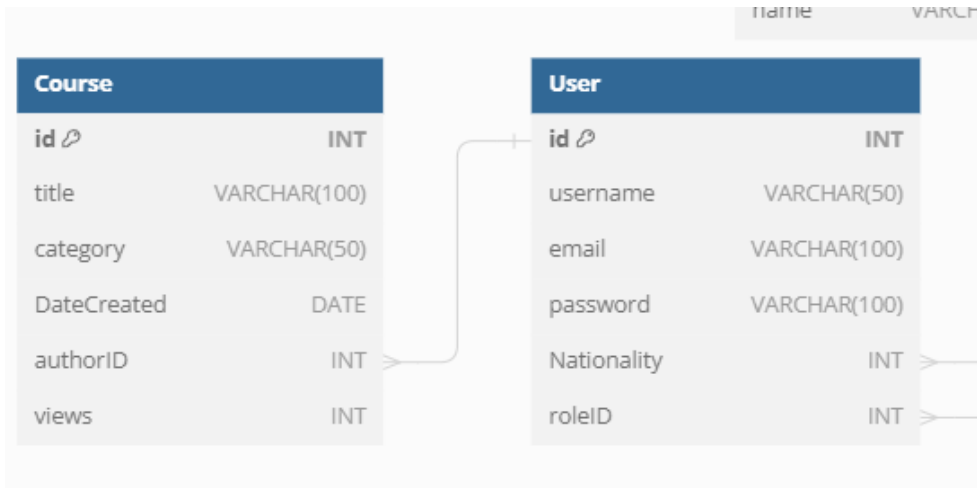 name
Course
id INT
title VARCHAR(100)
category VARCHAR(50)
DateCreated DATE
authorID INT
views INT
User
id INT
username VARCHAR(50)
email VARCHAR(100)
password VARCHAR(100)
Nationality INT
roleID INT